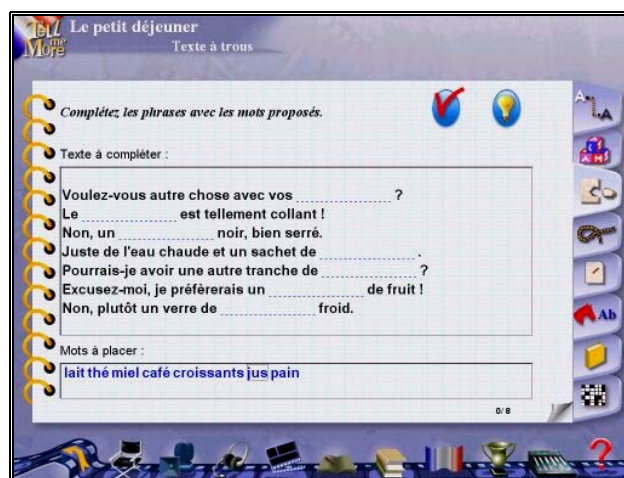 Tell me More
Le petit déjeuner
Texte à trous
Complétez les phrases avec les mots proposés.
Texte à compléter :
Voulez-vous autre chose avec vos ?
Le est tellement collant !
Non, un noir, bien serré.
Juste de l'eau chaude et un sachet de .
Pourrais-je avoir une autre tranche de ?
Excusez-moi, je préfèrerais un de fruit !
Non, plutôt un verre de froid.
Mots à placer :
lait thé miel café croissants jus pain
0/8
A A
Ab
?